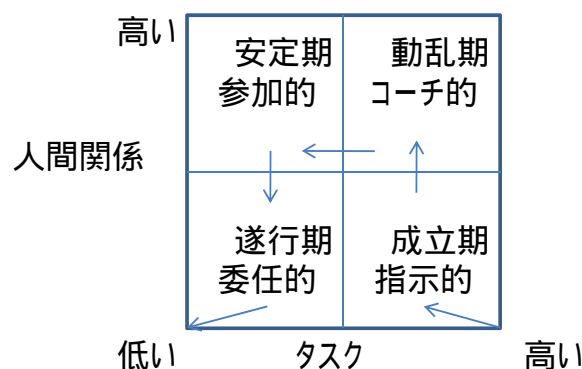 高い
安定期
参加的
動乱期
コーチ的
人間関係
遂行期
委任的
成立期
指示的
低い
タスク
高い